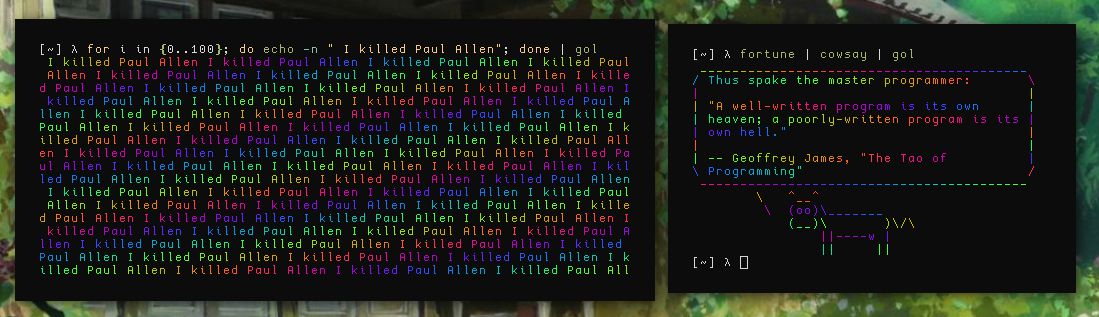 [~] λ for i in {0..100}; do echo -n " I killed Paul Allen"; done | gol
 I killed Paul Allen I killed Paul Allen I killed Paul Allen I killed Paul
 Allen I killed Paul Allen I killed Paul Allen I killed Paul Allen I kille
d Paul Allen I killed Paul Allen I killed Paul Allen I killed Paul Allen I
 killed Paul Allen I killed Paul Allen I killed Paul Allen I killed Paul A
llen I killed Paul Allen I killed Paul Allen I killed Paul Allen I killed
Paul Allen I killed Paul Allen I killed Paul Allen I killed Paul Allen I k
illed Paul Allen I killed Paul Allen I killed Paul Allen I killed Paul All
en I killed Paul Allen I killed Paul Allen I killed Paul Allen I killed Pa
ul Allen I killed Paul Allen I killed Paul Allen I killed Paul Allen I kil
led Paul Allen I killed Paul Allen I killed Paul Allen I killed Paul Allen
 I killed Paul Allen I killed Paul Allen I killed Paul Allen I killed Paul
 Allen I killed Paul Allen I killed Paul Allen I killed Paul Allen I kille
d Paul Allen I killed Paul Allen I killed Paul Allen I killed Paul Allen I
 killed Paul Allen I killed Paul Allen I killed Paul Allen I killed Paul A
llen I killed Paul Allen I killed Paul Allen I killed Paul Allen I killed
Paul Allen I killed Paul Allen I killed Paul Allen I killed Paul Allen I k
illed Paul Allen I killed Paul Allen I killed Paul Allen I killed Paul All
[~] λ fortune | cowsay | gol
 _________________________________________
/ Thus spake the master programmer:       \
|                                         |
| "A well-written program is its own      |
| heaven; a poorly-written program is its |
| own hell."                              |
|                                         |
| -- Geoffrey James, "The Tao of          |
\ Programming"                            /
 -----------------------------------------
        \   ^__^
         \  (oo)\_______
            (__)\       )\/\
                ||----w |
                ||     ||
[~] λ